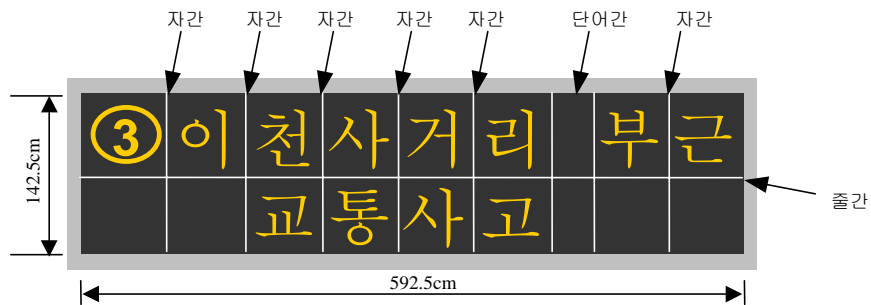 자간 자간 자간 자간 자간 단어간 자간
③이천사거리 부근
교통사고
142.5cm
줄간
592.5cm